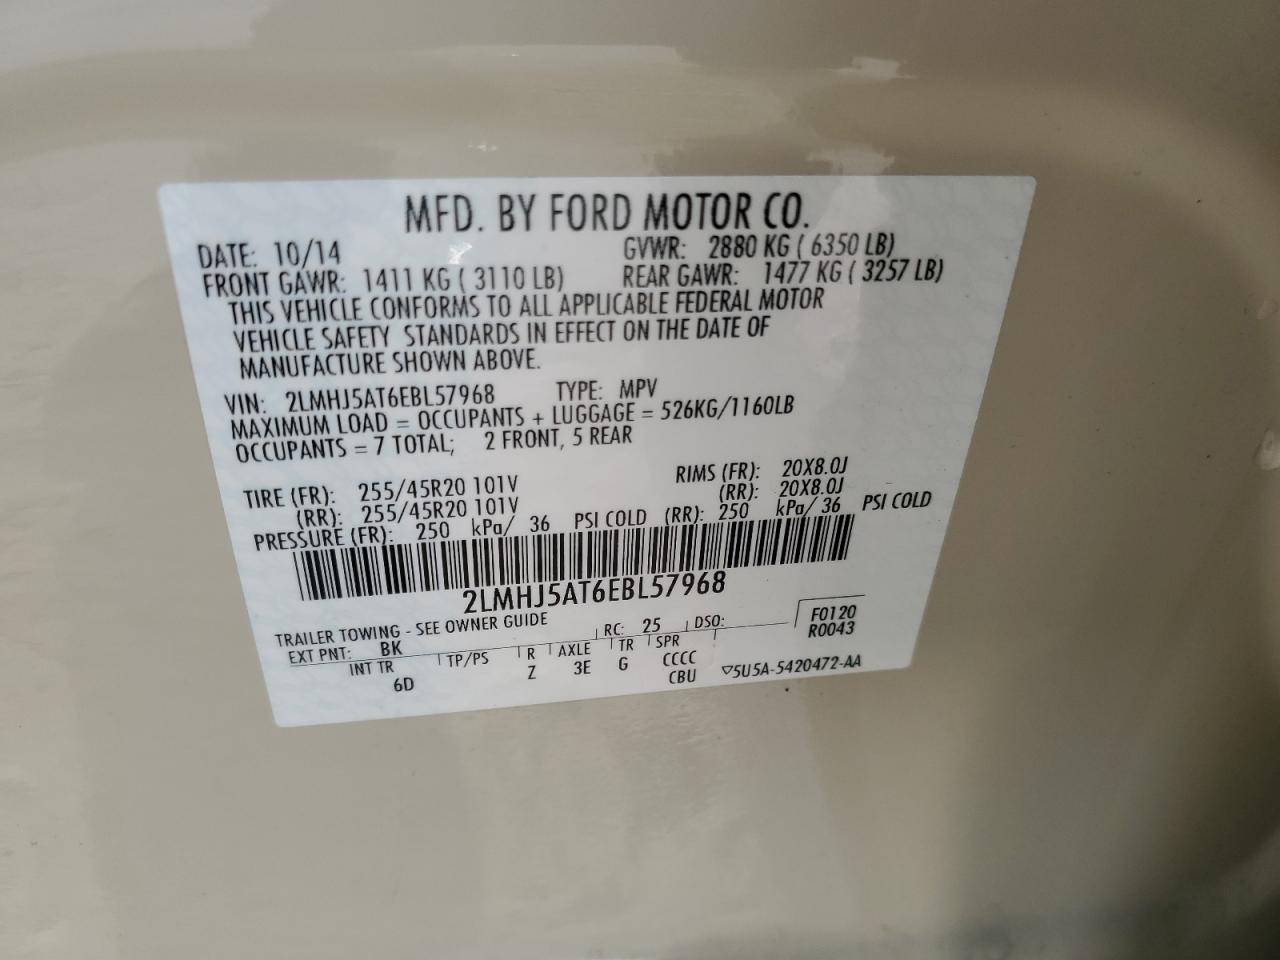 MFD. BY FORD MOTOR CO.
DATE: 10/14 GVWR: 2880 KG ( 6350 LB)
FRONT GAWR: 1411 KG ( 3110 LB) REAR GAWR: 1477 KG ( 3257 LB)
THIS VEHICLE CONFORMS TO ALL APPLICABLE FEDERAL MOTOR
VEHICLE SAFETY STANDARDS IN EFFECT ON THE DATE OF
MANUFACTURE SHOWN ABOVE.
VIN: 2LMHJ5AT6EBL57968 TYPE: MPV
MAXIMUM LOAD = OCCUPANTS + LUGGAGE = 526KG/1160LB
OCCUPANTS = 7 TOTAL; 2 FRONT, 5 REAR
TIRE (FR): 255/45R20 101V RIMS (FR): 20X8.0J
(RR): 255/45R20 101V (RR): 20X8.0J
PRESSURE (FR): 250 kPa/ 36 PSI COLD (RR): 250 kPa/ 36 PSI COLD
2LMHJ5AT6EBL57968
TRAILER TOWING - SEE OWNER GUIDE
EXT PNT: BK RC: 25 DSO: F0120
R0043
INT TR TP/PS R AXLE TR SPR
6D Z 3E G CCCC
CBU ▽5U5A-5420472-AA